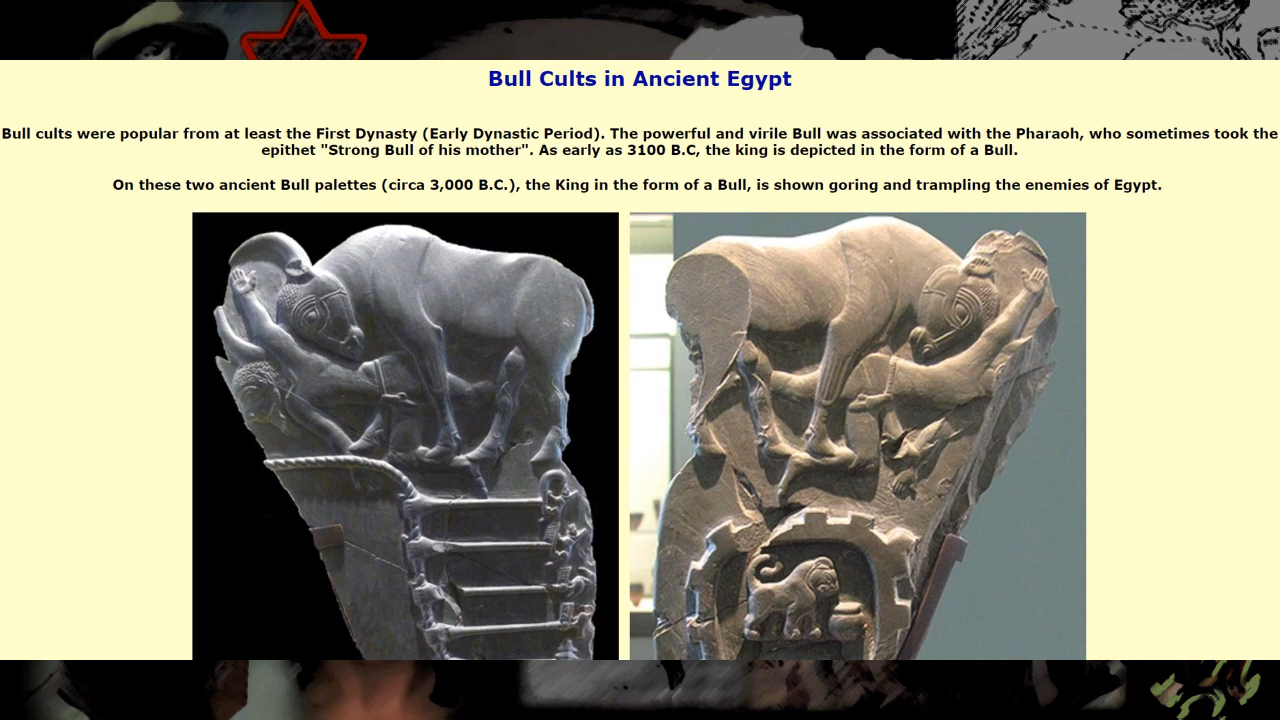 Bull Cults in Ancient Egypt
Bull cults were popular from at least the First Dynasty (Early Dynastic Period). The powerful and virile Bull was associated with the Pharaoh, who sometimes took the
epithet "Strong Bull of his mother". As early as 3100 B.C, the king is depicted in the form of a Bull.
On these two ancient Bull palettes (circa 3,000 B.C.), the King in the form of a Bull, is shown goring and trampling the enemies of Egypt.